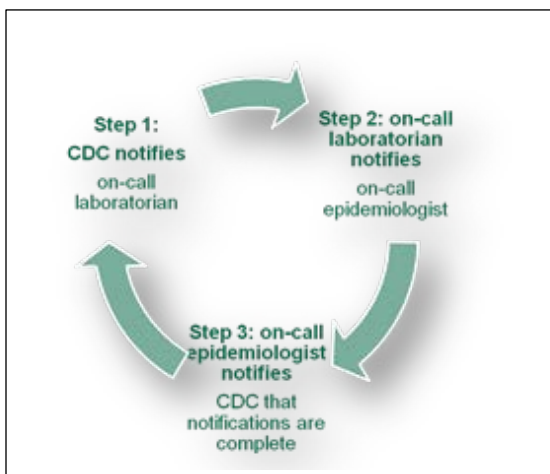 Step 1:
CDC notifies
on-call
laboratorian
Step 2: on-call
laboratorian
notifies
on-call
epidemiologist
Step 3: on-call
epidemiologist
notifies
CDC that
notifications are
complete